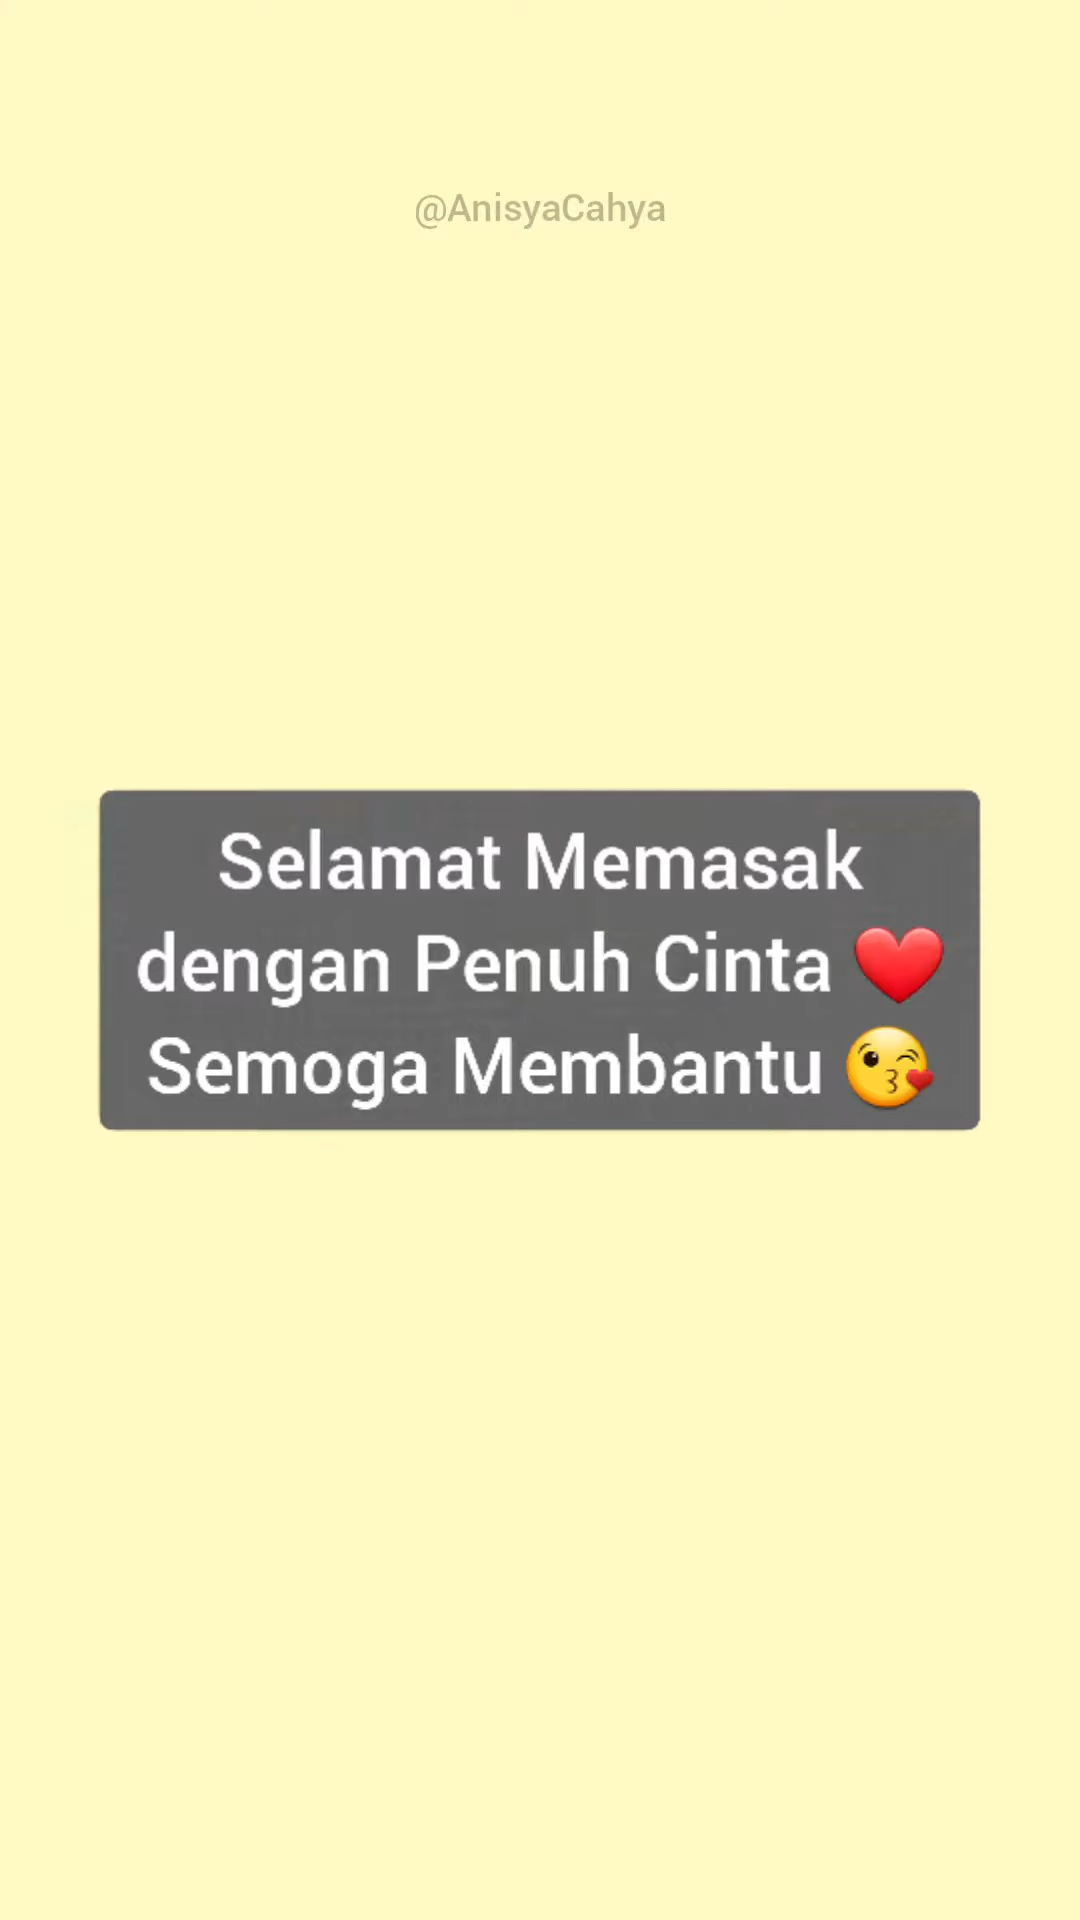 @AnisyaCahya
Selamat Memasak
dengan Penuh Cinta ❤️
Semoga Membantu 😘